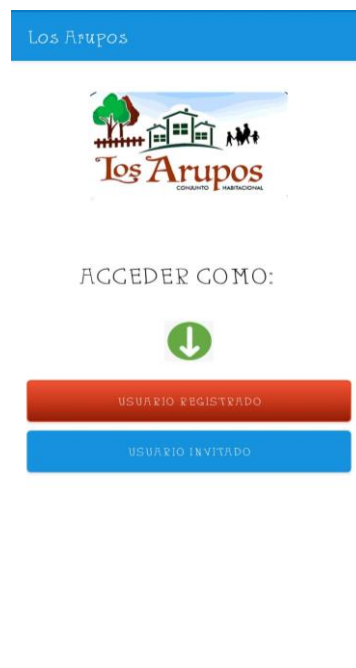 Los Arupos
Los Arupos
CONJUNTO HABITACIONAL
ACCEDER COMO:
USUARIO REGISTRADO
USUARIO INVITADO